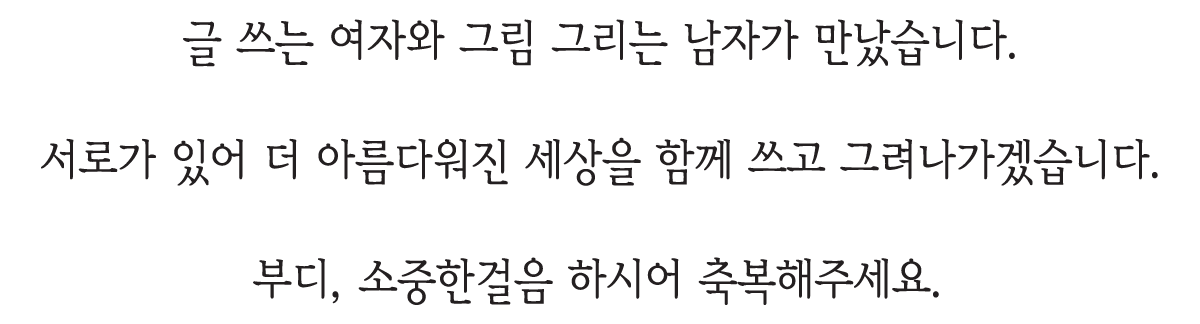 글 쓰는 여자와 그림 그리는 남자가 만났습니다.
서로가 있어 더 아름다워진 세상을 함께 쓰고 그려나가겠습니다.
부디, 소중한걸음 하시어 축복해주세요.